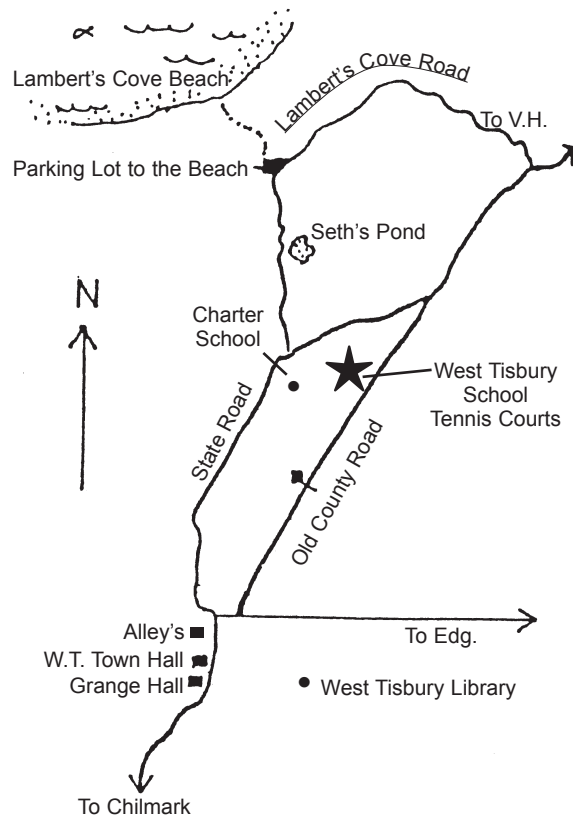 Lambert's Cove Beach
Lambert's Cove Road
To V.H.
Parking Lot to the Beach
Seth's Pond
N
Charter
School
West Tisbury
School
Tennis Courts
State Road
Old County Road
Alley's
To Edg.
W.T. Town Hall
Grange Hall
West Tisbury Library
To Chilmark